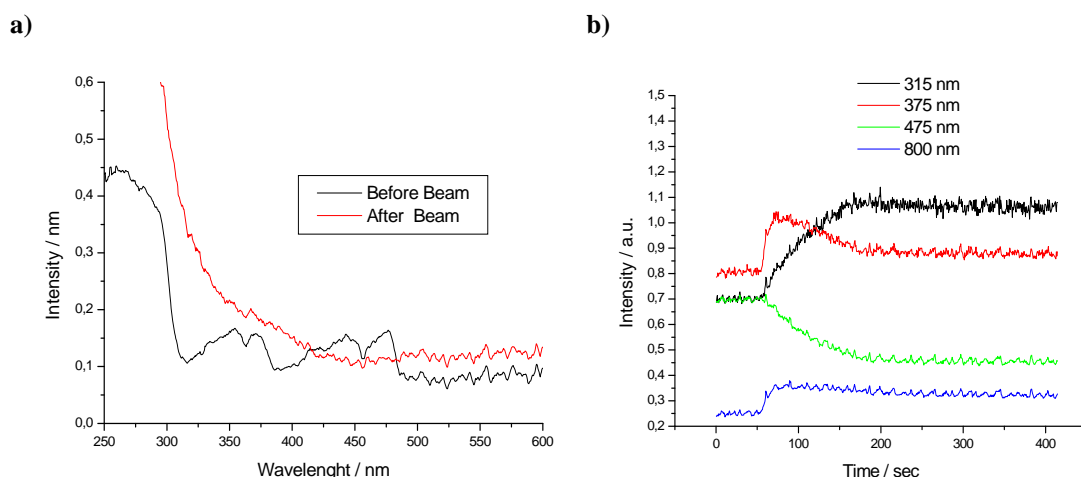 a)
b)
0,6
0,5
0,4
0,3
0,2
0,1
0,0
Intensity / nm
Before Beam
After Beam
250 300 350 400 450 500 550 600
Wavelenght / nm
315 nm
375 nm
475 nm
800 nm
1,5
1,4
1,3
1,2
1,1
1,0
0,9
0,8
0,7
0,6
0,5
0,4
0,3
0,2
Intensity / a.u.
0 100 200 300 400
Time / sec